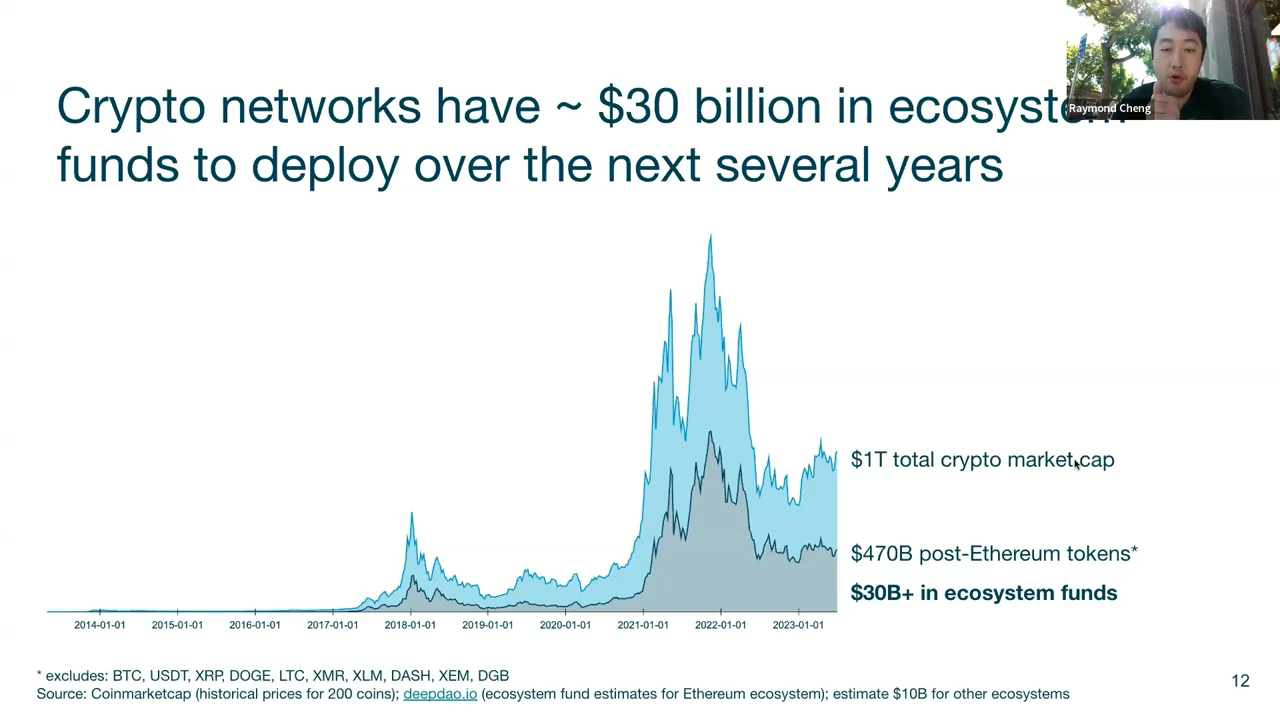 Crypto networks have ~ $30 billion in ecosystem
funds to deploy over the next several years
Raymond Cheng
$1T total crypto market cap
$470B post-Ethereum tokens*
$30B+ in ecosystem funds
2014-01-01 2015-01-01 2016-01-01 2017-01-01 2018-01-01 2019-01-01 2020-01-01 2021-01-01 2022-01-01 2023-01-01
* excludes: BTC, USDT, XRP, DOGE, LTC, XMR, XLM, DASH, XEM, DGB
Source: Coinmarketcap (historical prices for 200 coins); deepdao.io (ecosystem fund estimates for Ethereum ecosystem); estimate $10B for other ecosystems
12